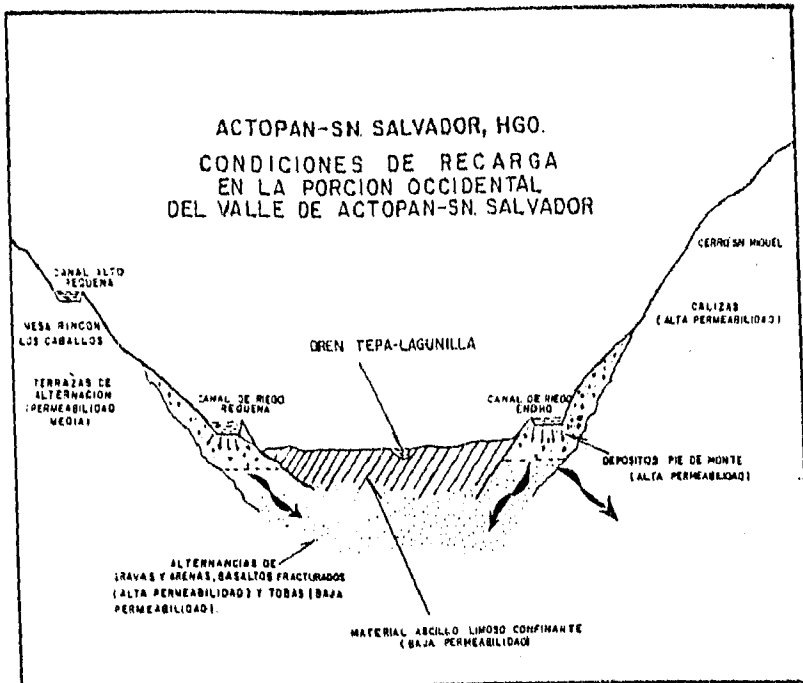 ACTOPAN-SN. SALVADOR, HGO.
CONDICIONES DE RECARGA
EN LA PORCION OCCIDENTAL
DEL VALLE DE ACTOPAN-SN. SALVADOR
CERRO SN MIGUEL
CANAL ALTO
REQUENA
CALIZAS
(ALTA PERMEABILIDAD)
MESA RINCON
LOS CABALLOS
DREN TEPA-LAGUNILLA
TERRAZAS DE
ALTERNACION
(PERMEABILIDAD
MEDIA)
CANAL DE RIEGO
REQUENA
CANAL DE RIEGO
ENDHO
DEPOSITOS PIE DE MONTE
(ALTA PERMEABILIDAD)
ALTERNANCIAS DE
GRAVAS Y ARENAS, BASALTOS FRACTURADOS
(ALTA PERMEABILIDAD) Y TOBAS (BAJA
PERMEABILIDAD).
MATERIAL ARCILLO LIMOSO CONFINANTE
(BAJA PERMEABILIDAD)